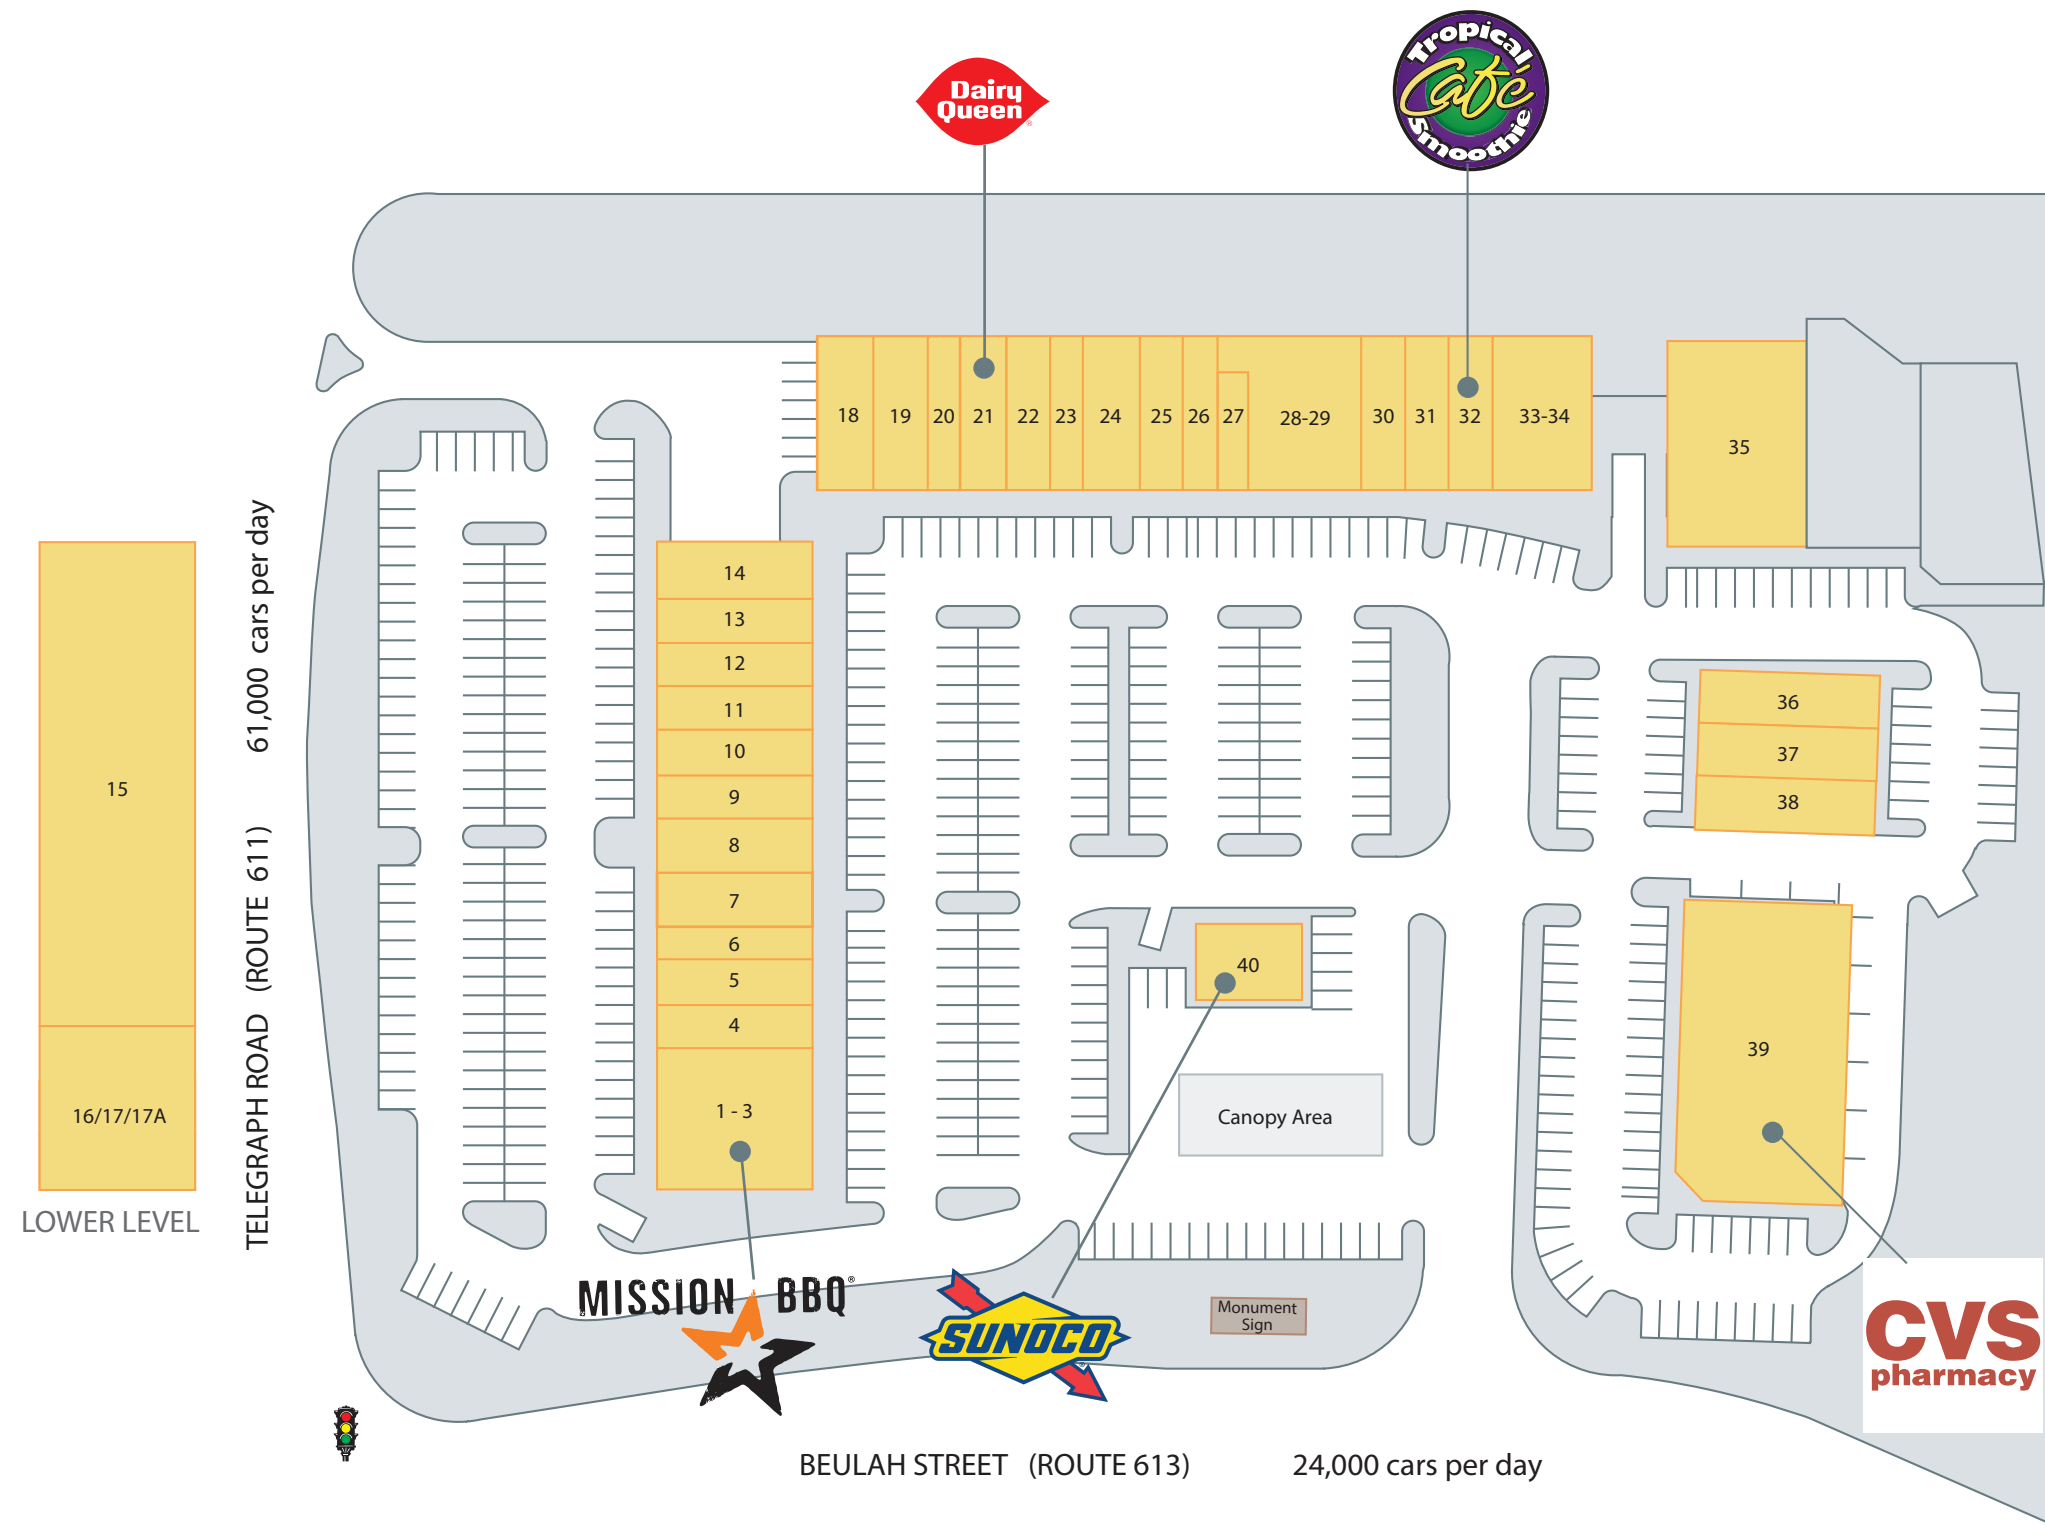 Dairy
Queen
Tropical
Café
smoothie
18
19
20
21
22
23
24
25
26
27
28-29
30
31
32
33-34
35
14
13
12
11
10
9
8
7
6
5
4
1 - 3
15
16/17/17A
LOWER LEVEL
TELEGRAPH ROAD (ROUTE 611) 61,000 cars per day
36
37
38
39
40
Canopy Area
Monument
Sign
MISSION BBQ®
SUNOCO
CVS
pharmacy
BEULAH STREET (ROUTE 613) 24,000 cars per day